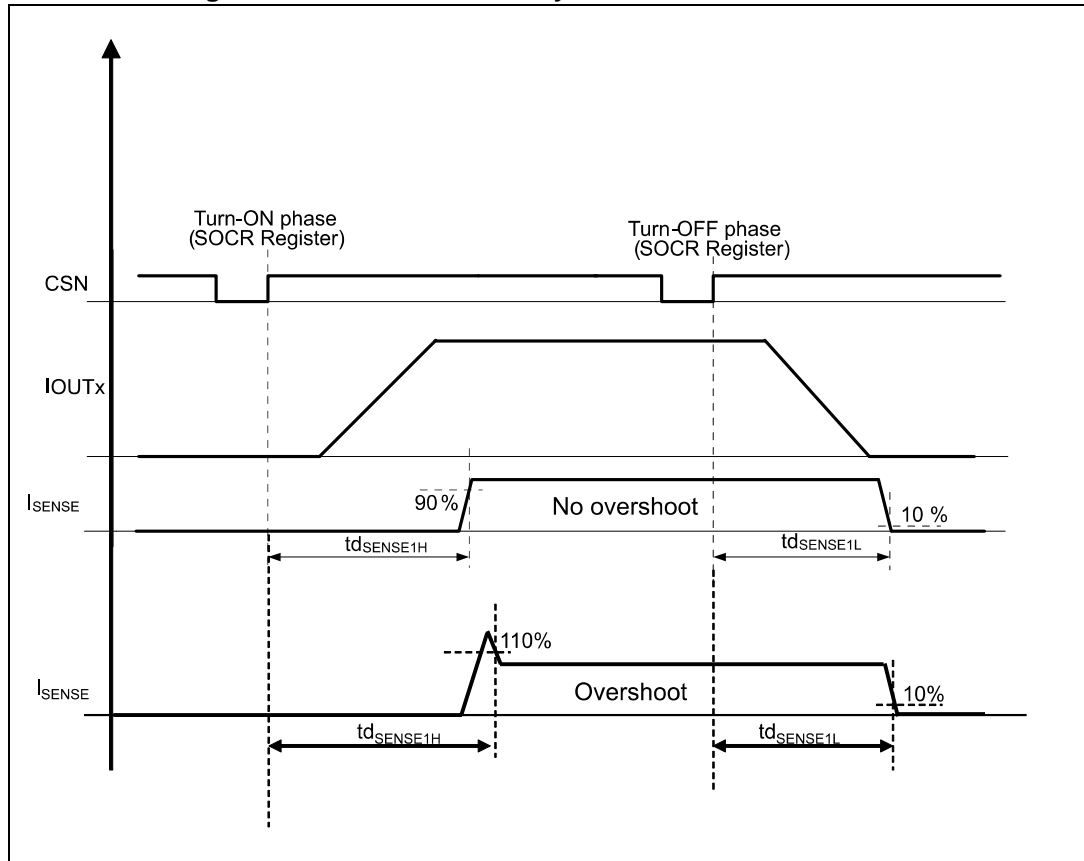 Turn-ON phase
(SOCR Register)
Turn-OFF phase
(SOCR Register)
CSN
IOUTx
ISENSE
90%
No overshoot
10 %
tdSENSE1H
tdSENSE1L
110%
ISENSE
Overshoot
10%
tdSENSE1H
tdSENSE1L